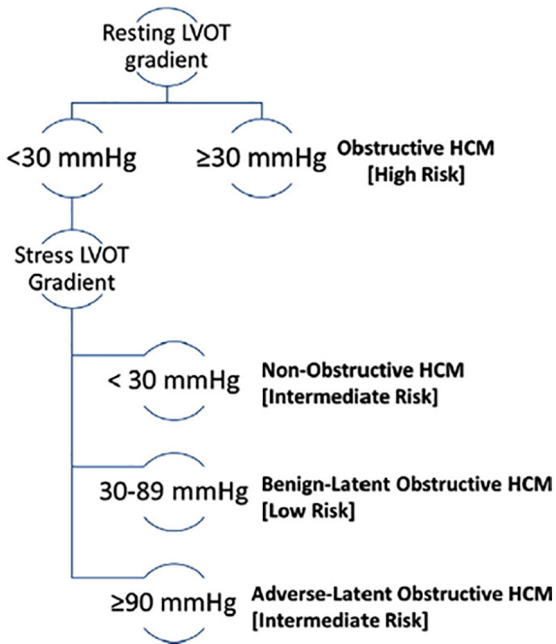 Resting LVOT
gradient
<30 mmHg
≥30 mmHg
Obstructive HCM
[High Risk]
Stress LVOT
Gradient
< 30 mmHg
Non-Obstructive HCM
[Intermediate Risk]
30-89 mmHg
Benign-Latent Obstructive HCM
[Low Risk]
≥90 mmHg
Adverse-Latent Obstructive HCM
[Intermediate Risk]